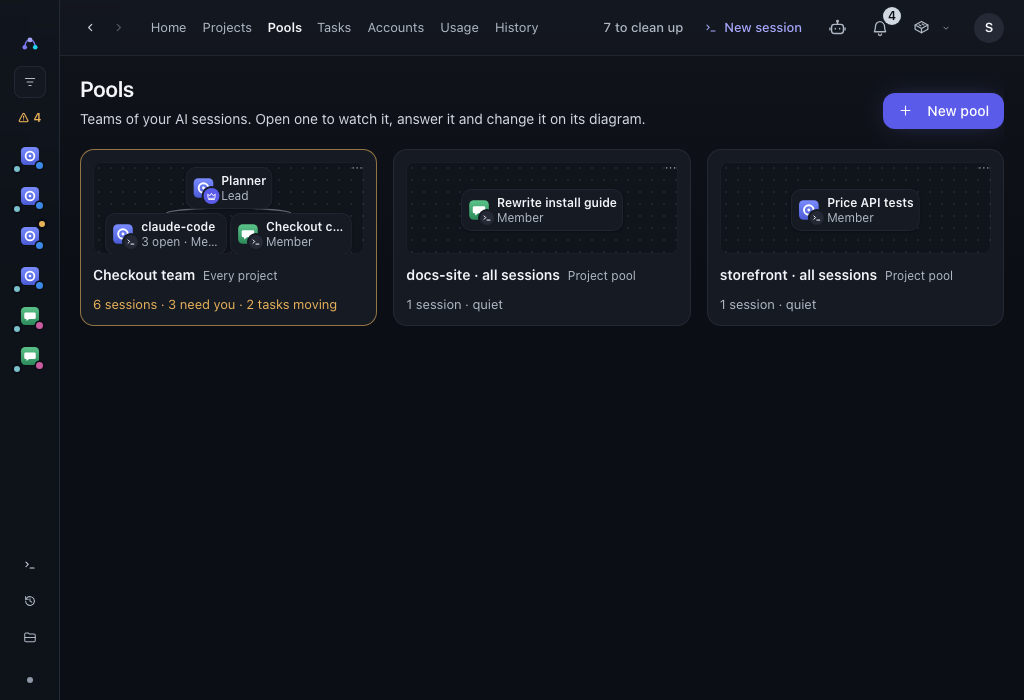 Home Projects Pools Tasks Accounts Usage History 7 to clean up New session 4 S
4
Pools
Teams of your AI sessions. Open one to watch it, answer it and change it on its diagram.
New pool
Planner
Lead
claude-code
3 open · Me...
Checkout c...
Member
Checkout team Every project
6 sessions · 3 need you · 2 tasks moving
Rewrite install guide
Member
docs-site · all sessions Project pool
1 session · quiet
Price API tests
Member
storefront · all sessions Project pool
1 session · quiet